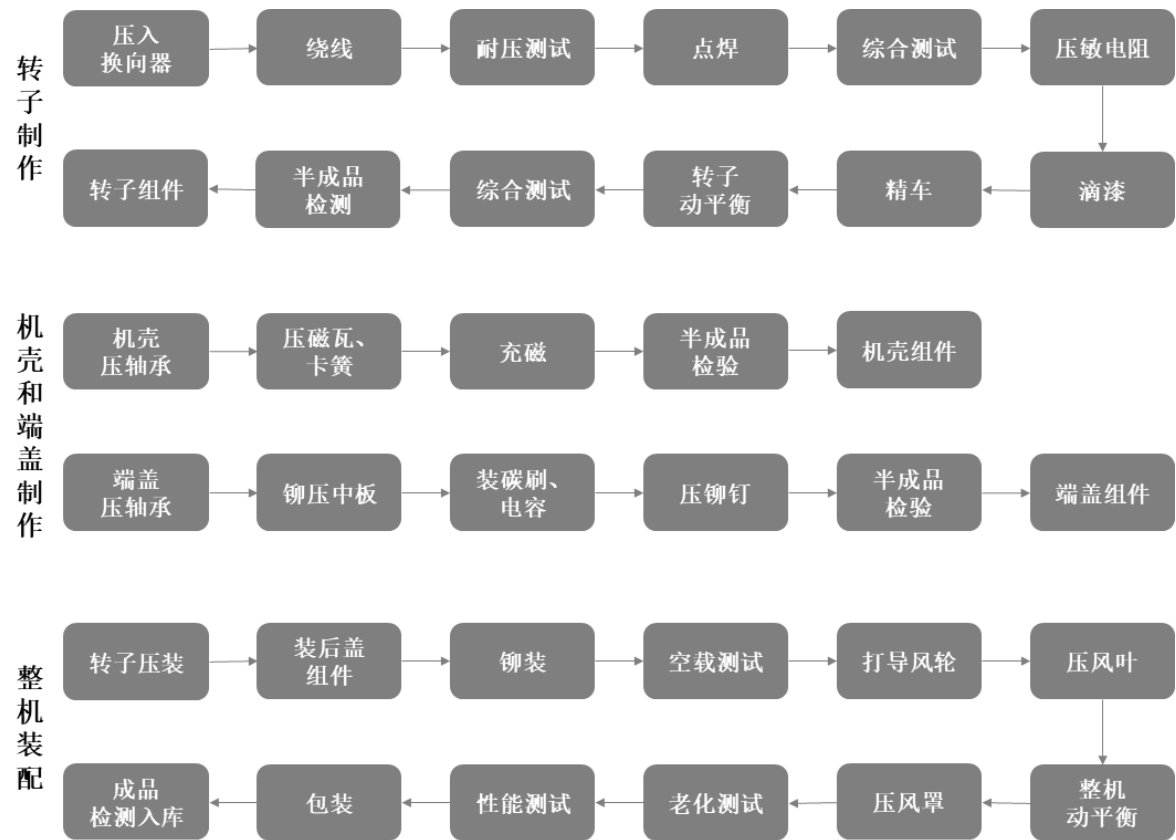 转子制作
压入
换向器
绕线
耐压测试
点焊
综合测试
压敏电阻
转子组件
半成品
检测
综合测试
转子
动平衡
精车
滴漆
机壳和端盖制作
机壳
压轴承
压磁瓦、
卡簧
充磁
半成品
检验
机壳组件
端盖
压轴承
铆压中板
装碳刷、
电容
压铆钉
半成品
检验
端盖组件
整机装配
转子压装
装后盖
组件
铆装
空载测试
打导风轮
压风叶
成品
检测入库
包装
性能测试
老化测试
压风罩
整机
动平衡